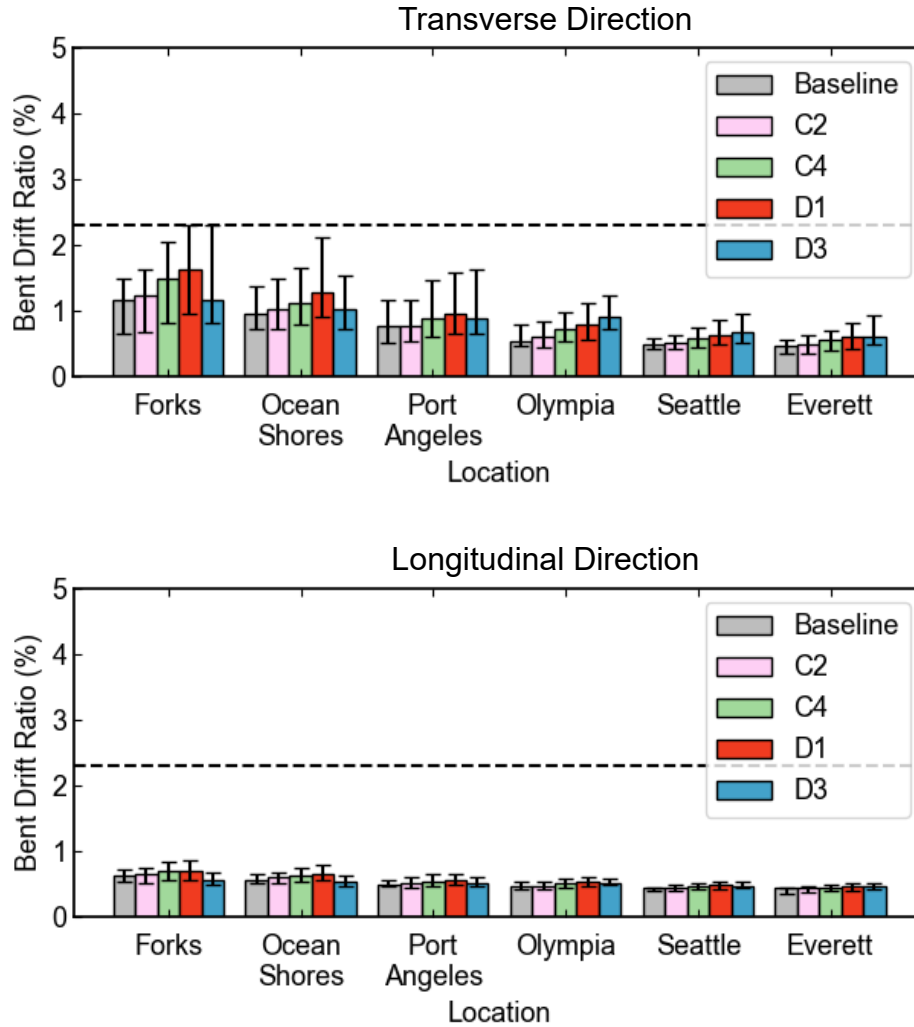 Transverse Direction
5
4
3
2
1
0
Bent Drift Ratio (%)
Baseline
C2
C4
D1
D3
Forks
Ocean
Shores
Port
Angeles
Olympia
Seattle
Everett
Location
Longitudinal Direction
5
4
3
2
1
0
Bent Drift Ratio (%)
Baseline
C2
C4
D1
D3
Forks
Ocean
Shores
Port
Angeles
Olympia
Seattle
Everett
Location